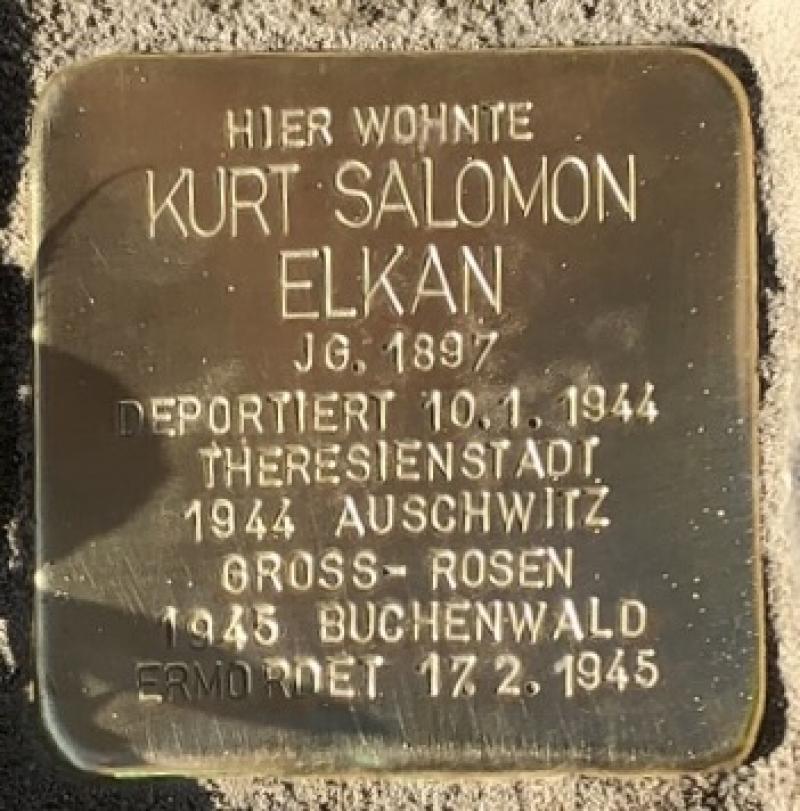 HIER WOHNTE
KURT SALOMON
ELKAN
JG. 1897
DEPORTIERT 10.1.1944
THERESIENSTADT
1944 AUSCHWITZ
GROSS-ROSEN
1945 BUCHENWALD
ERMORDET 17.2.1945